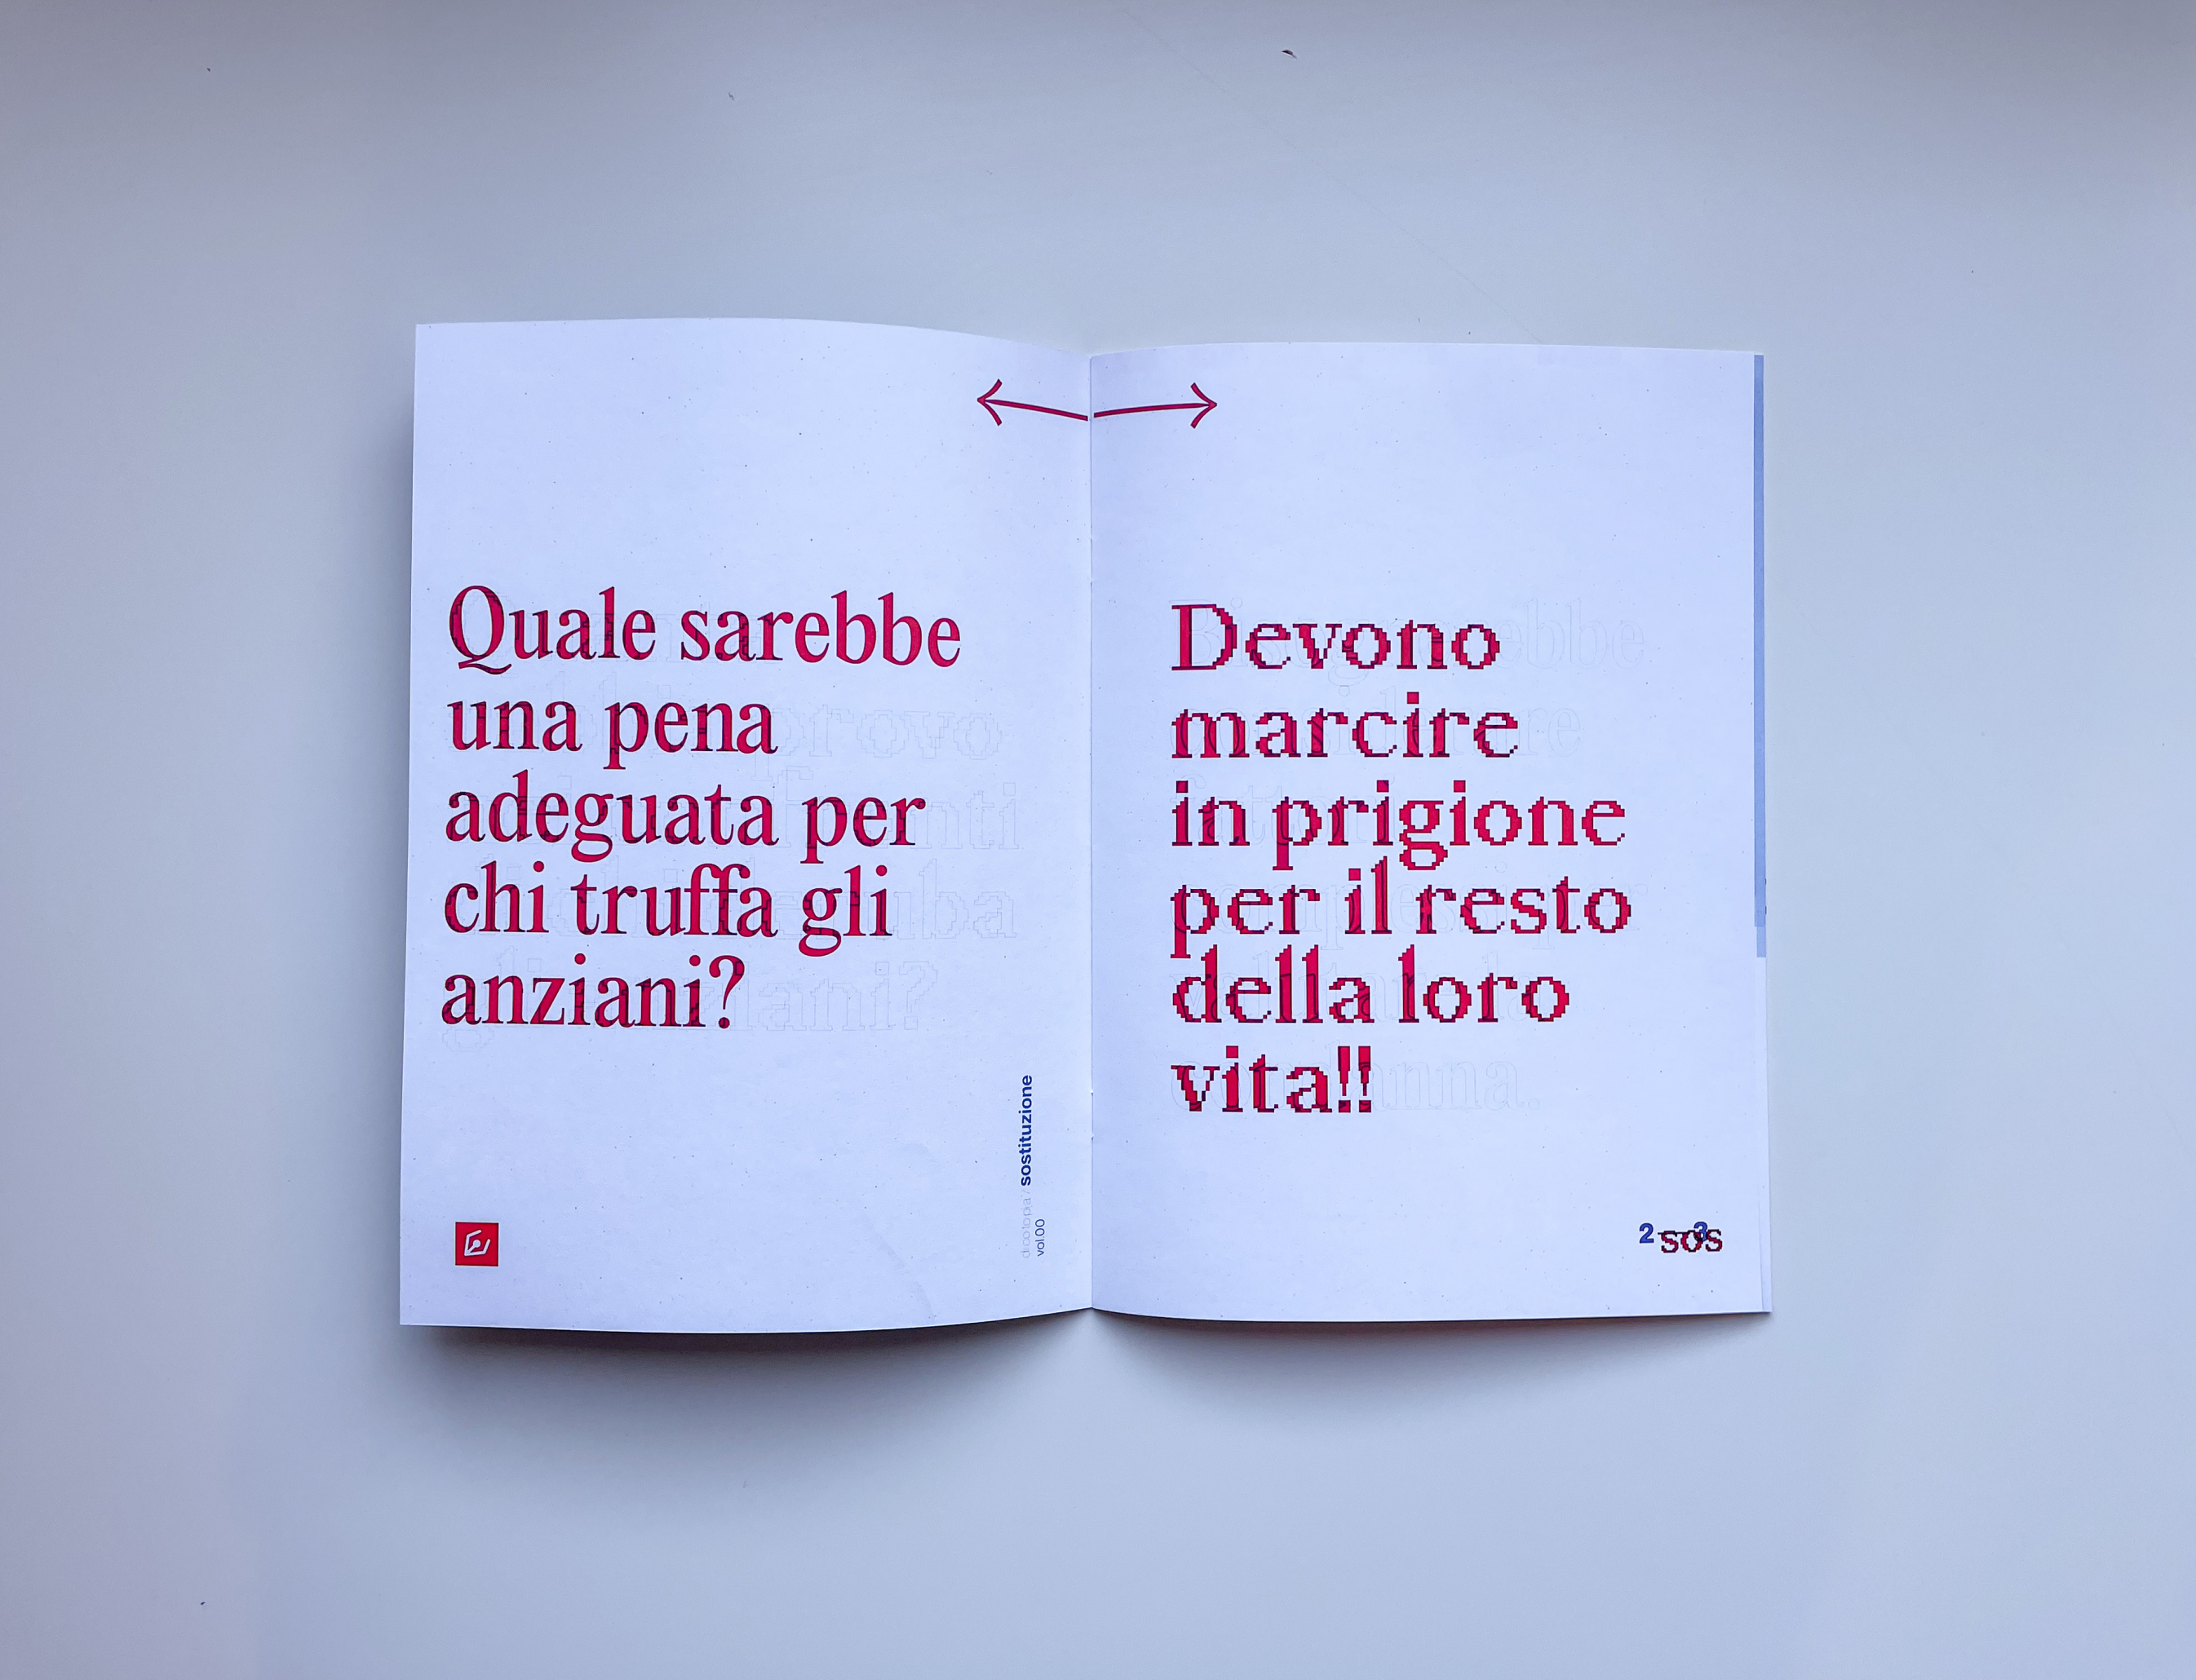 Quale sarebbe
una pena
adeguata per
chi truffa gli
anziani?
dicotopia / sostituzione
vol.00
Devono
marcire
in prigione
per il resto
della loro
vita!!
2 3
sos